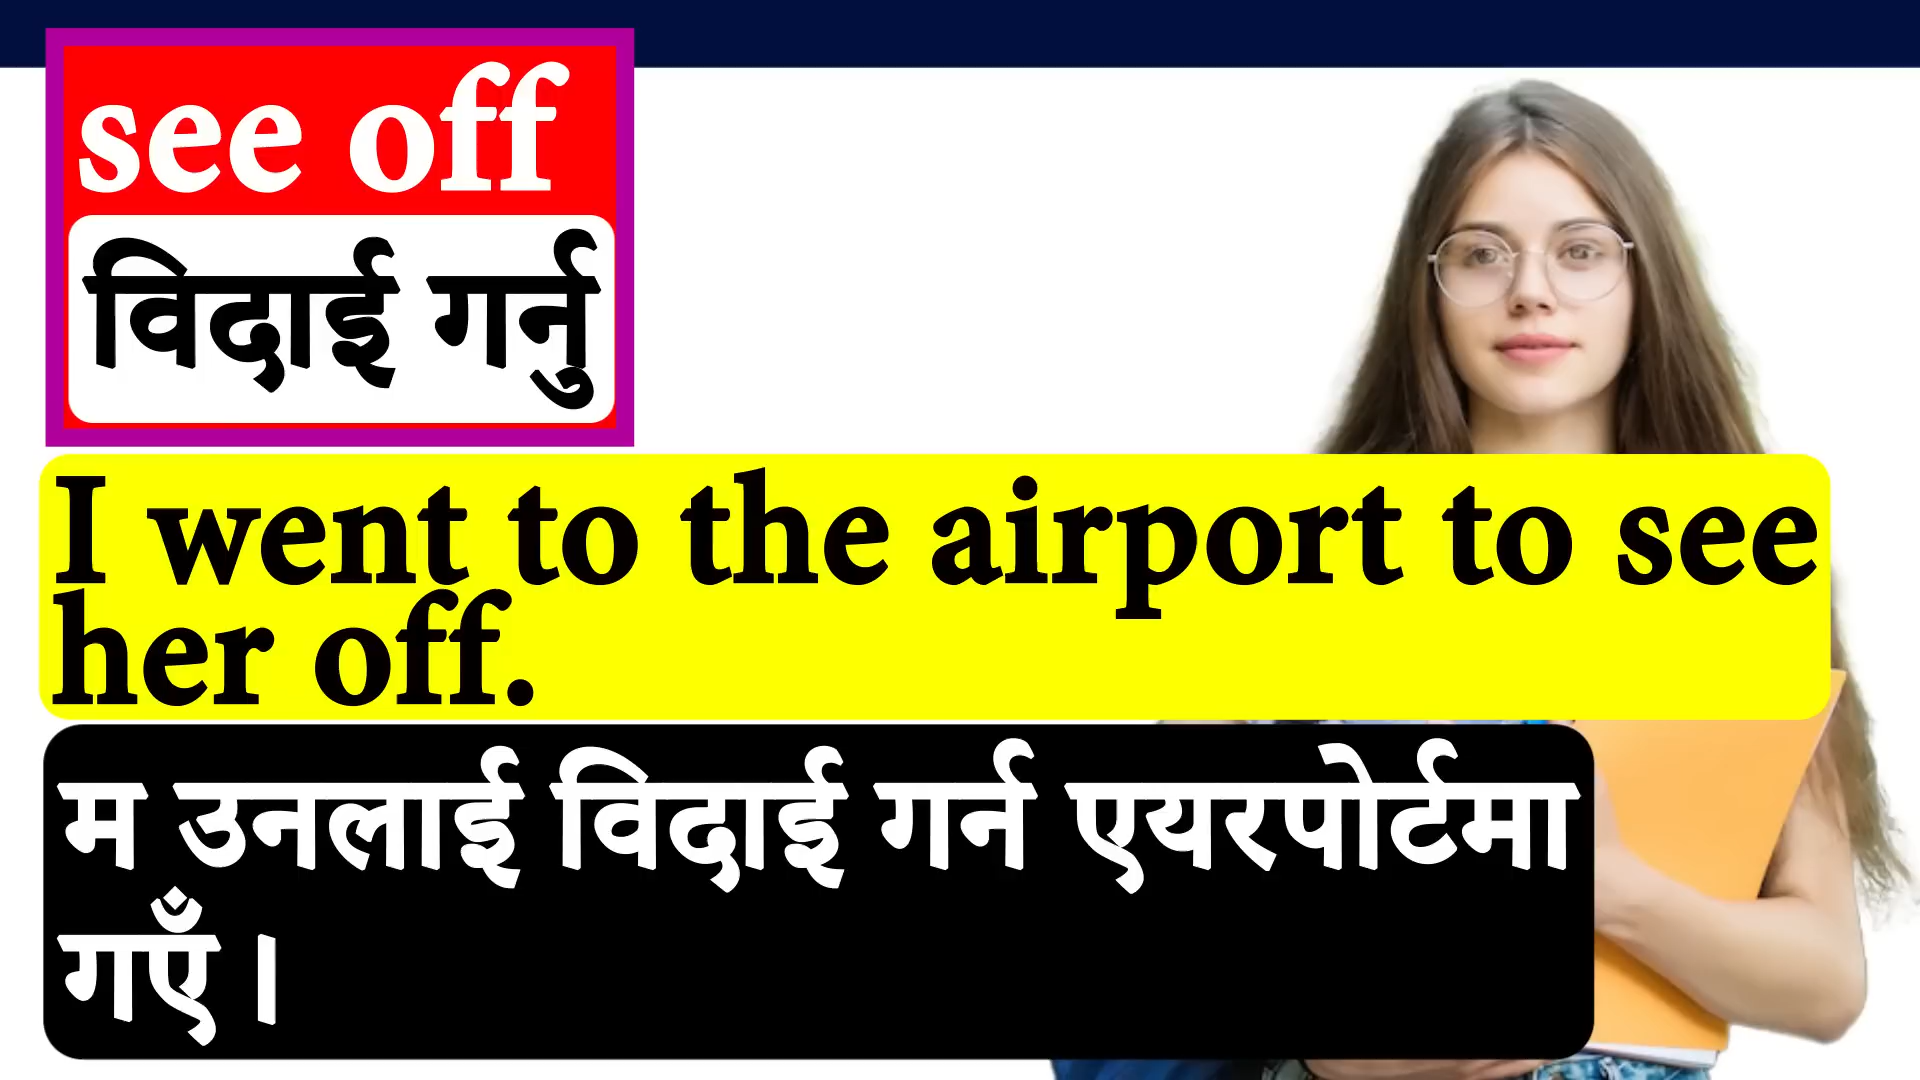 see off
विदाई गर्नु
I went to the airport to see
her off.
म उनलाई विदाई गर्न एयरपोर्टमा
गएँ ।